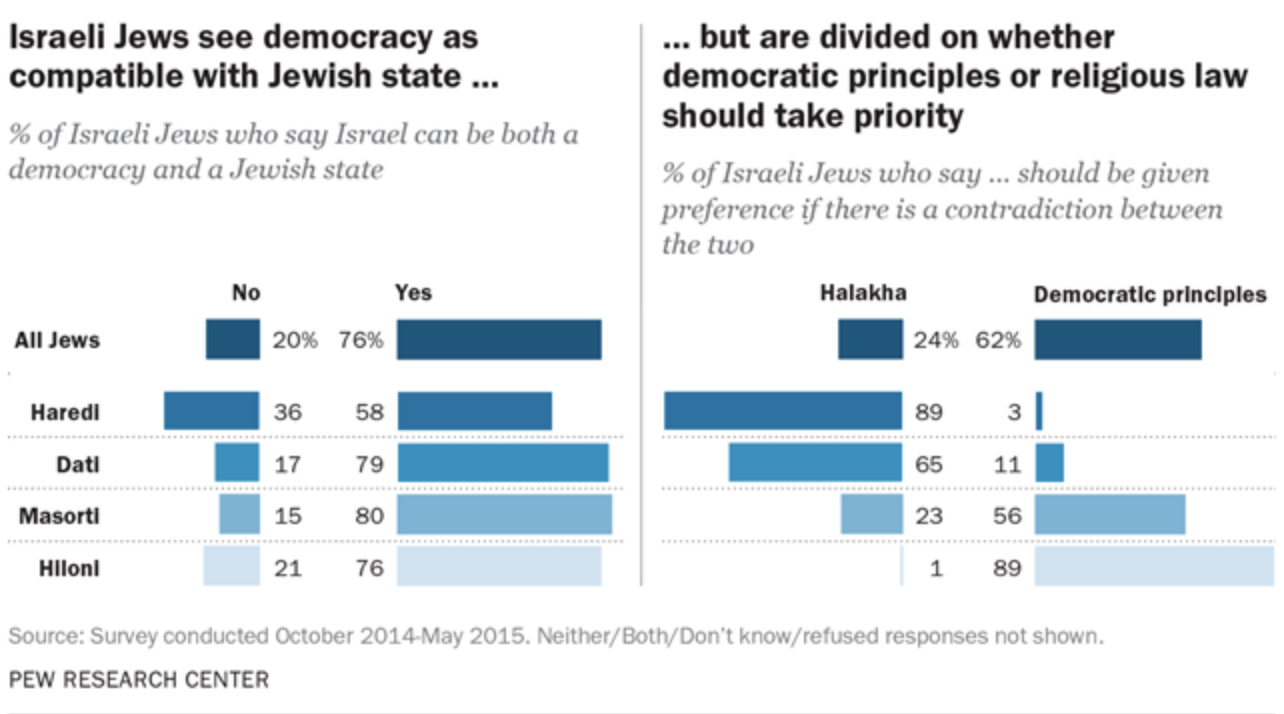 Israeli Jews see democracy as
compatible with Jewish state ...
% of Israeli Jews who say Israel can be both a
democracy and a Jewish state
No Yes
All Jews 20% 76%
Haredi 36 58
Dati 17 79
Masorti 15 80
Hiloni 21 76
... but are divided on whether
democratic principles or religious law
should take priority
% of Israeli Jews who say ... should be given
preference if there is a contradiction between
the two
Halakha Democratic principles
24% 62%
89 3
65 11
23 56
1 89
Source: Survey conducted October 2014-May 2015. Neither/Both/Don't know/refused responses not shown.
PEW RESEARCH CENTER